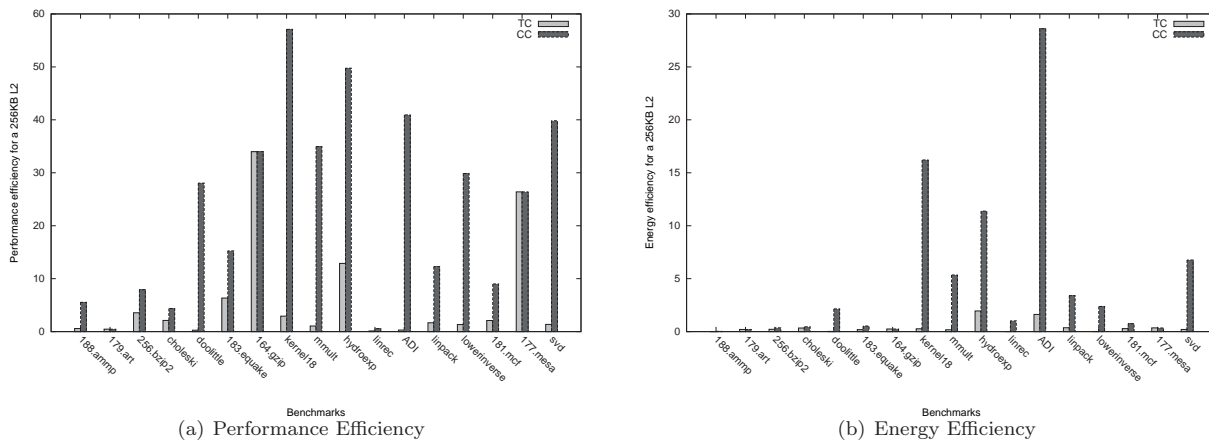 60
50
40
30
20
10
0
Performance efficiency for a 256KB L2
TC
CC
188.ammp
179.art
256.bzip2
choleski
doolittle
183.equake
164.gzip
kernel18
mmult
hydroexp
linrec
ADI
linpack
lowerinverse
181.mcf
177.mesa
svd
Benchmarks
(a) Performance Efficiency
30
25
20
15
10
5
0
Energy efficiency for a 256KB L2
TC
CC
188.ammp
179.art
256.bzip2
choleski
doolittle
183.equake
164.gzip
kernel18
mmult
hydroexp
linrec
ADI
linpack
lowerinverse
181.mcf
177.mesa
svd
Benchmarks
(b) Energy Efficiency